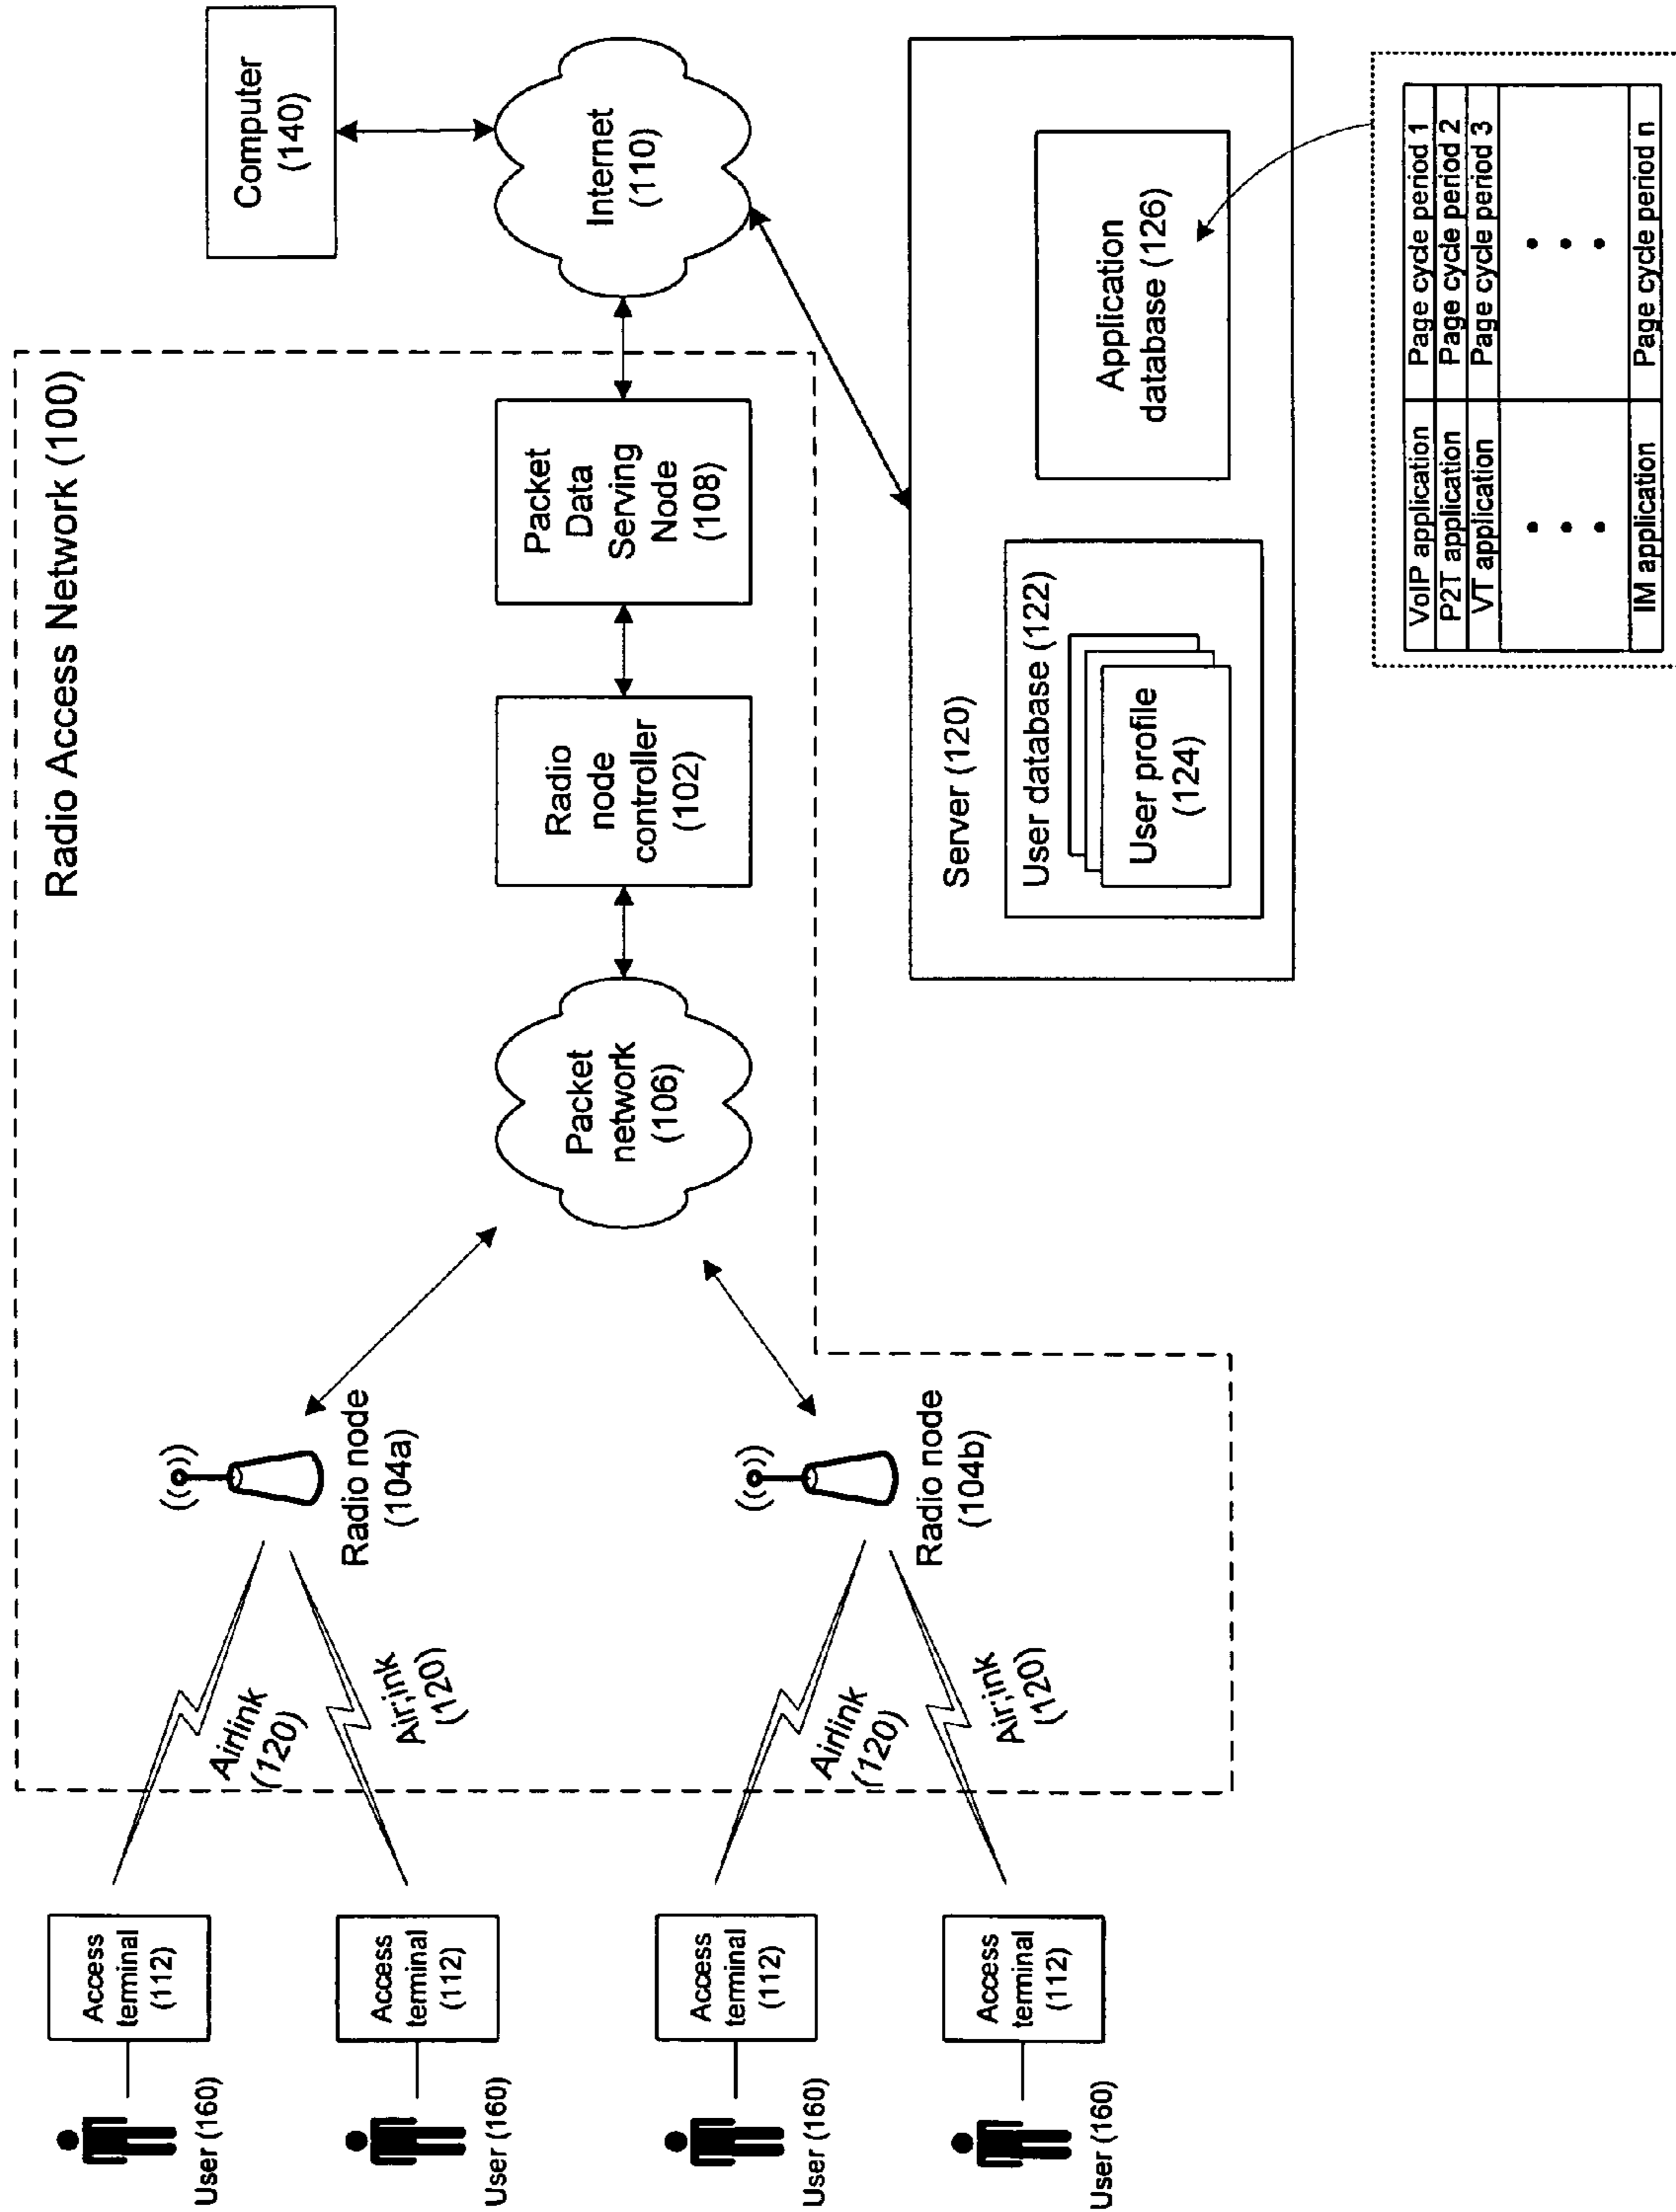 Radio Access Network (100)
User (160)
Access
terminal
(112)
Airlink
(120)
Radio node
(104a)
User (160)
Access
terminal
(112)
Air;ink
(120)
Packet
network
(106)
Radio
node
controller
(102)
Packet
Data
Serving
Node
(108)
Internet
(110)
Computer
(140)
User (160)
Access
terminal
(112)
Airlink
(120)
Radio node
(104b)
User (160)
Access
terminal
(112)
Air;ink
(120)
Server (120)
User database (122)
User profile
(124)
Application
database (126)
VoIP application Page cycle period 1
P2T application Page cycle period 2
VT application Page cycle period 3
IM application Page cycle period n